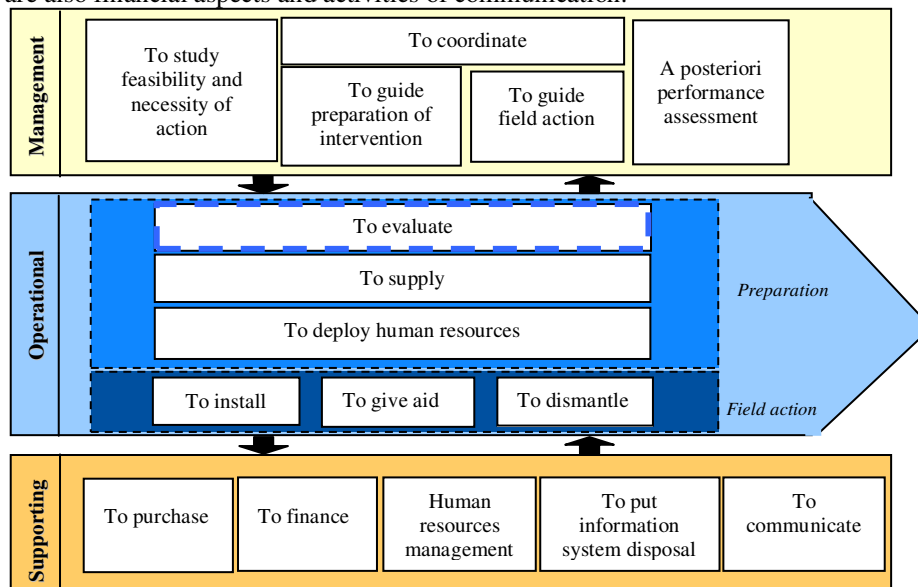 are also financial aspects and activities of communication.
Management
To study
feasibility and
necessity of
action
To coordinate
To guide
preparation of
intervention
To guide
field action
A posteriori
performance
assessment
Operational
To evaluate
To supply
To deploy human resources
Preparation
To install
To give aid
To dismantle
Field action
Supporting
To purchase
To finance
Human
resources
management
To put
information
system disposal
To
communicate